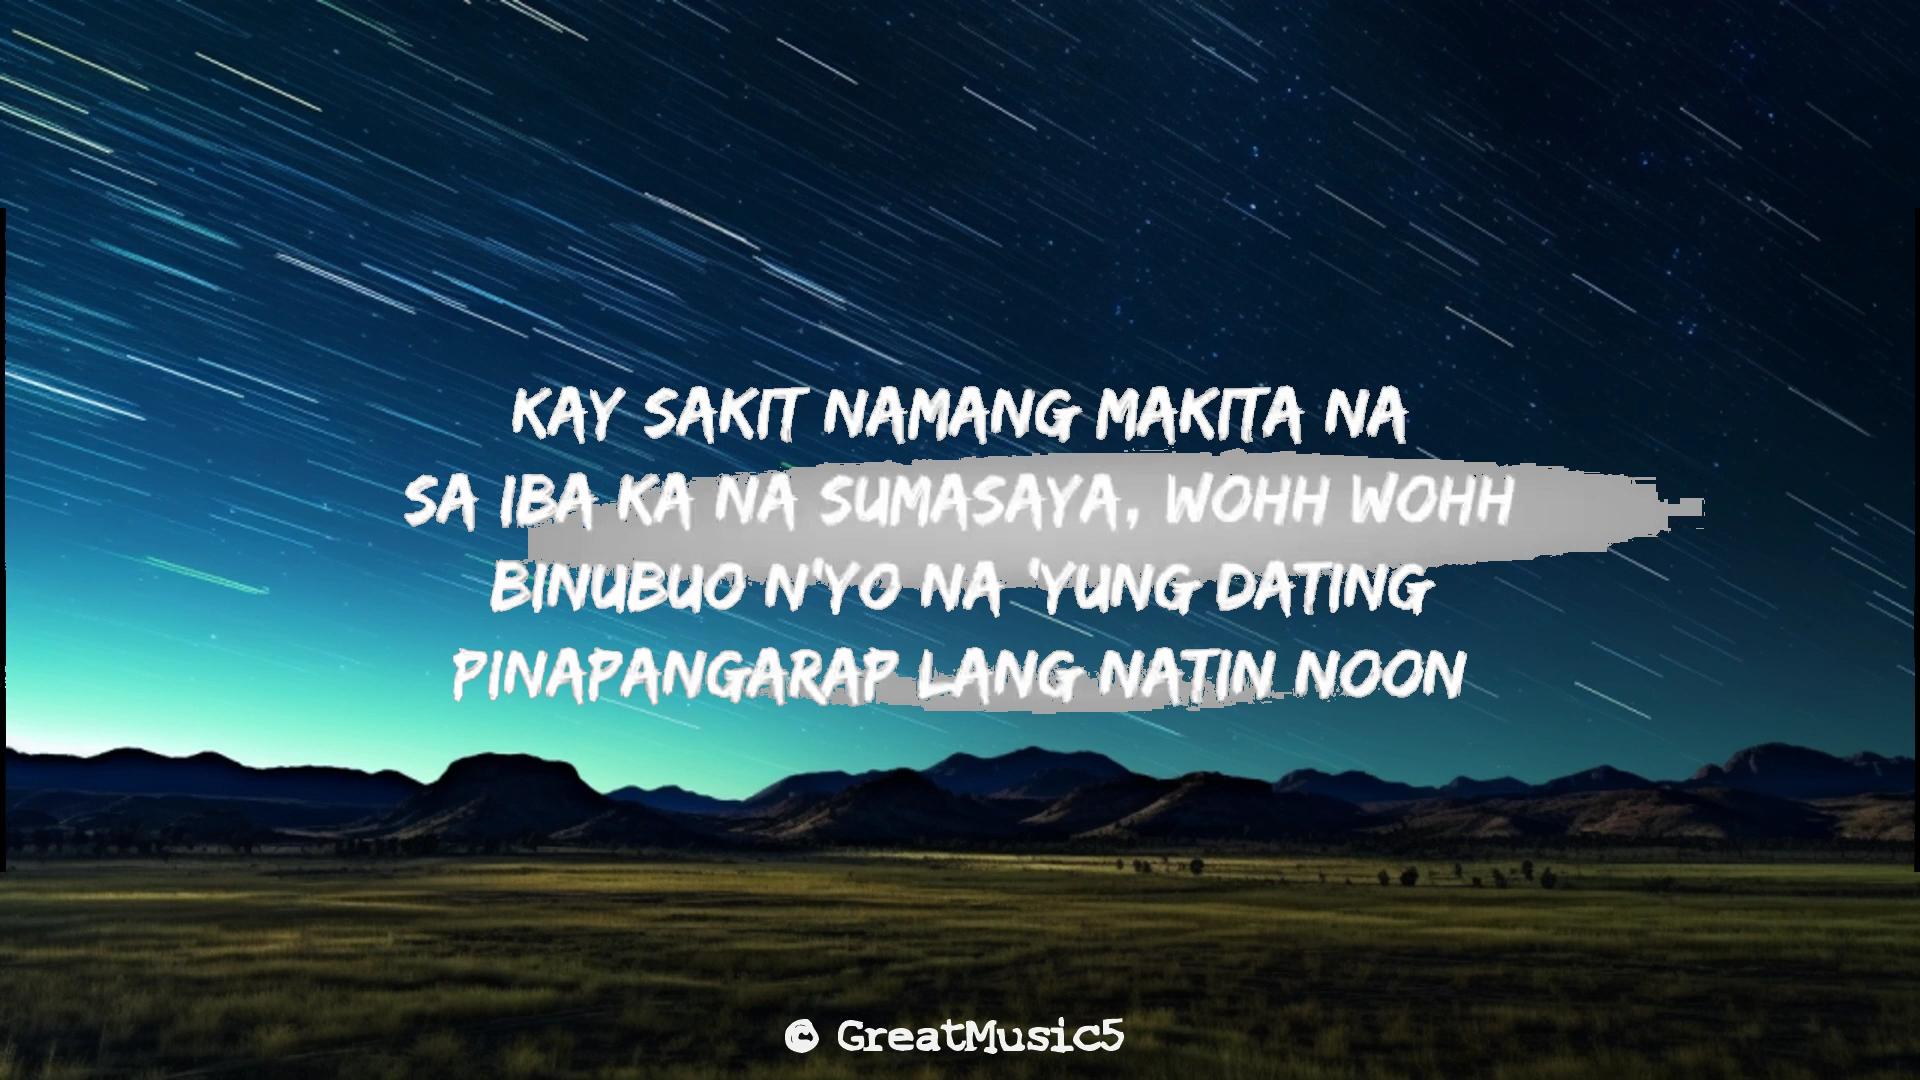 KAY SAKIT NAMANG MAKITA NA
SA IBA KA NA SUMASAYA, WOHH WOHH
BINUBUO N'YO NA 'YUNG DATING
PINAPANGARAP LANG NATIN NOON
© GreatMusic5